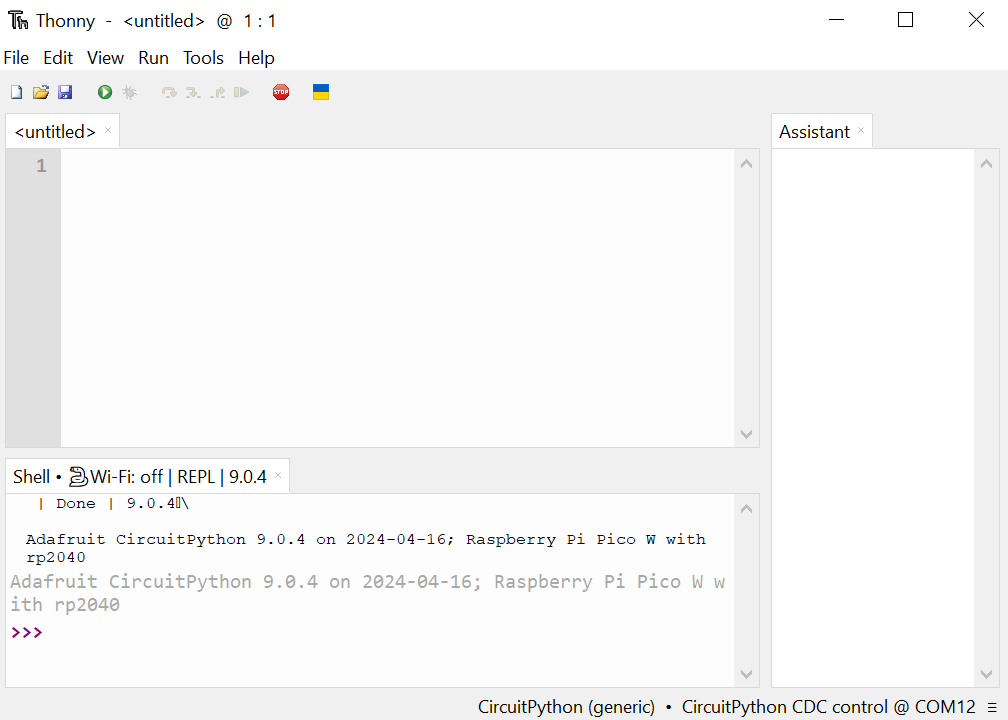 Thonny - <untitled> @ 1 : 1
File Edit View Run Tools Help
STOP
<untitled> ×
Assistant ×
1
Shell • Wi-Fi: off | REPL | 9.0.4 ×
| Done | 9.0.4\
Adafruit CircuitPython 9.0.4 on 2024-04-16; Raspberry Pi Pico W with
rp2040
Adafruit CircuitPython 9.0.4 on 2024-04-16; Raspberry Pi Pico W w
ith rp2040
>>>
CircuitPython (generic) • CircuitPython CDC control @ COM12 ≡